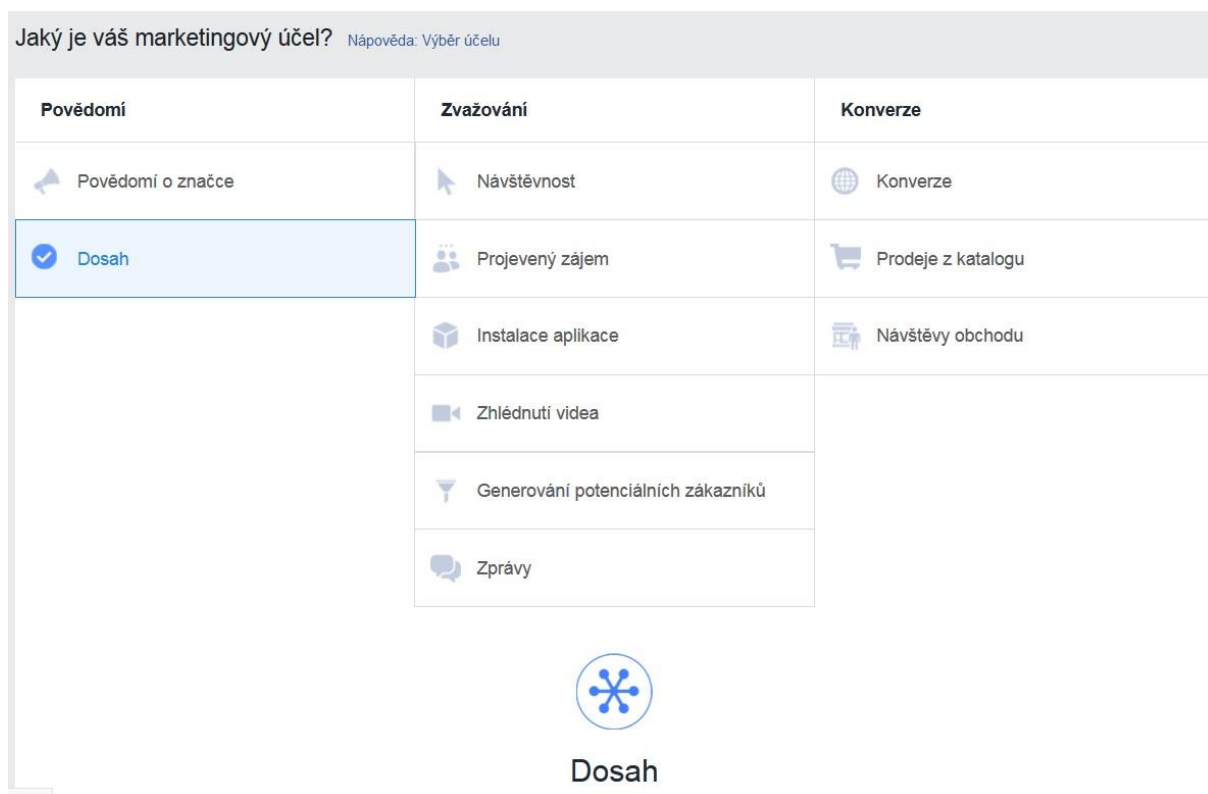 Jaký je váš marketingový účel? Nápověda: Výběr účelu
Povědomí
Zvažování
Konverze
Povědomí o značce
Návštěvnost
Konverze
Dosah
Projevený zájem
Prodeje z katalogu
Instalace aplikace
Návštěvy obchodu
Zhlédnutí videa
Generování potenciálních zákazníků
Zprávy
Dosah